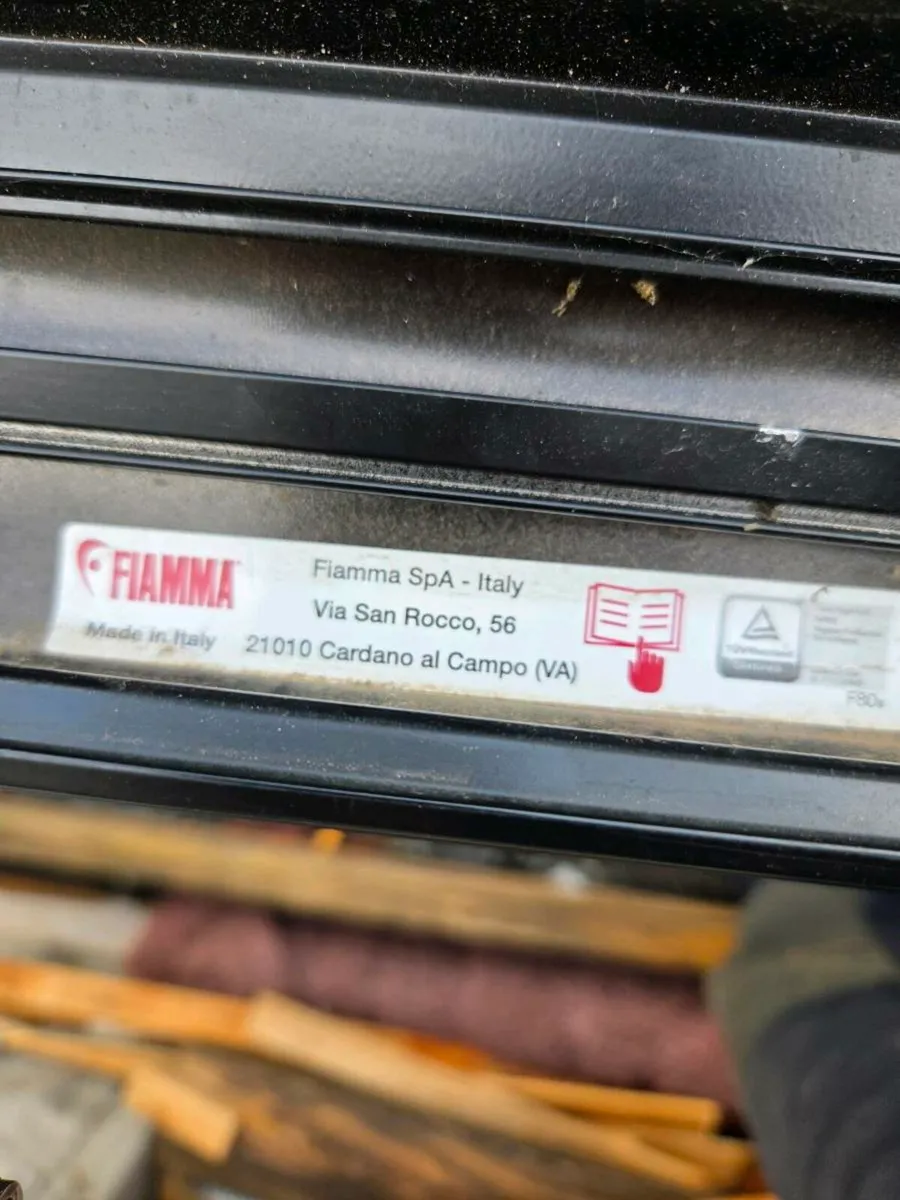 FIAMMA
Made in Italy
Fiamma SpA - Italy
Via San Rocco, 56
21010 Cardano al Campo (VA)
F80s